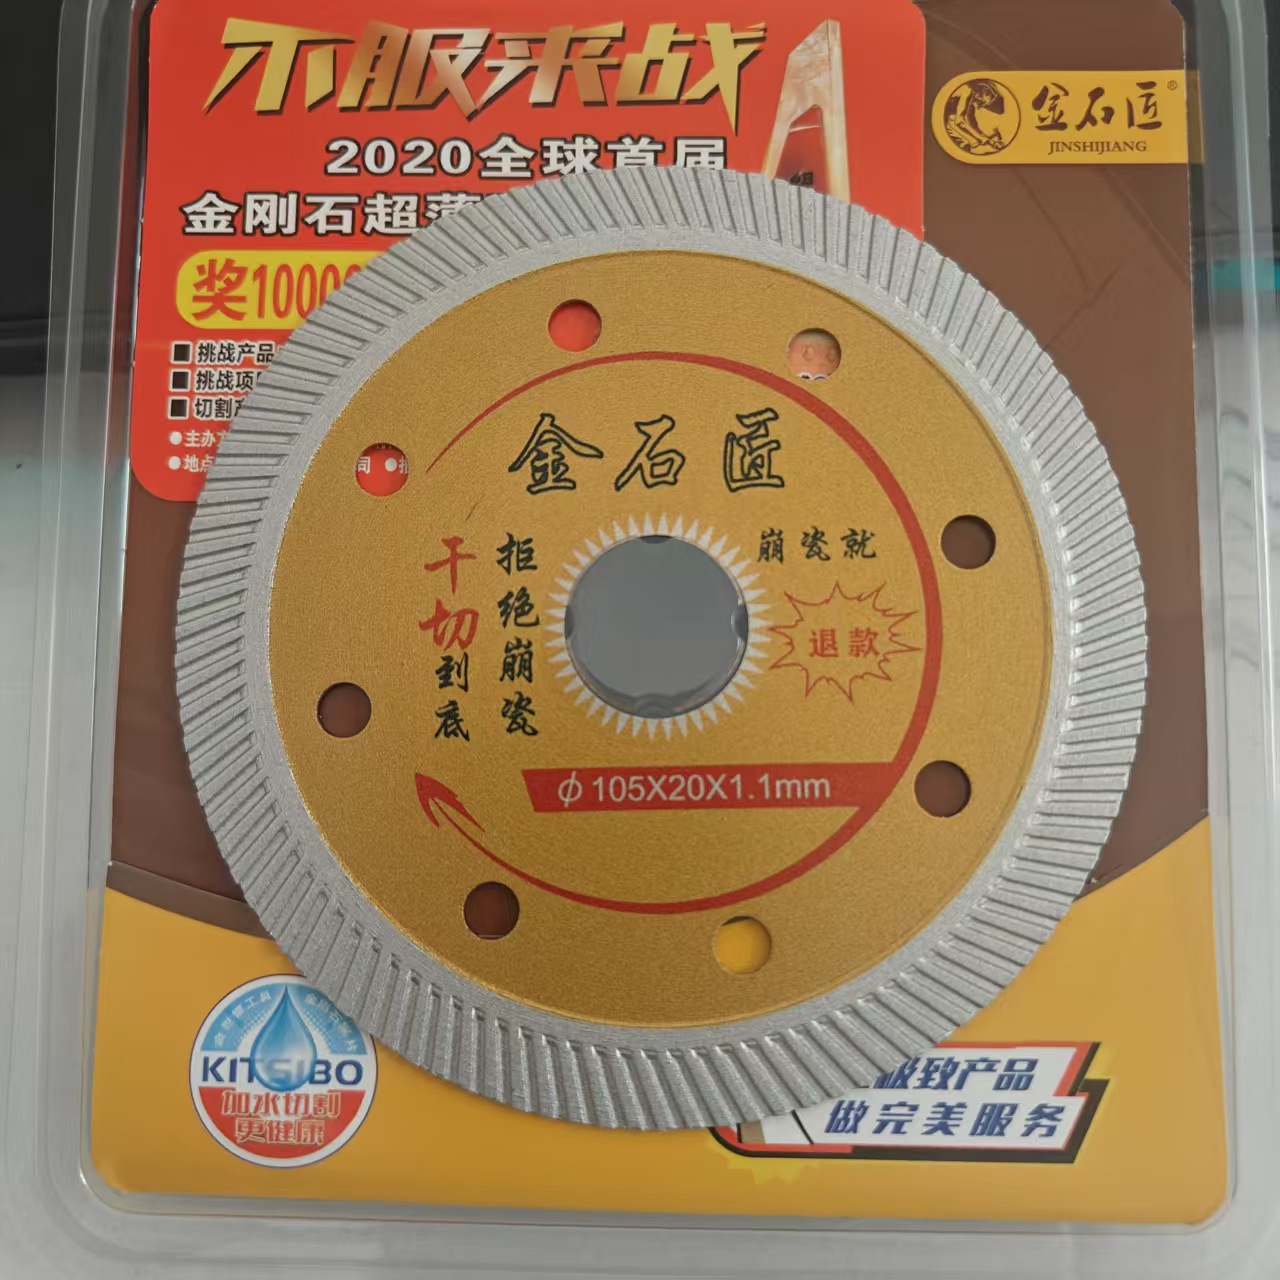 不服来战
2020全球首届
金刚石超薄
奖1000
挑战产品
挑战项
切割
主办
地点
司
金石匠®
JINSHIJIANG
金石匠
干切到底
拒绝崩瓷
崩瓷就
退款
ϕ 105X20X1.1mm
KITSIBO
加水切割
更健康
极致产品
做完美服务